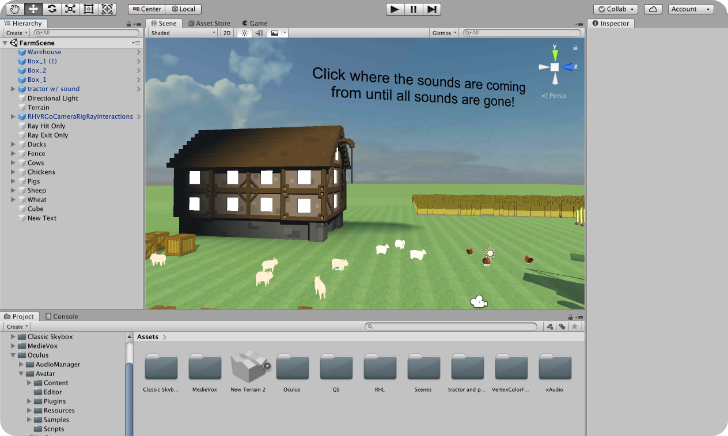 Center
Local
Collab
Account
Hierarchy
Scene
Asset Store
Game
Inspector
Create
All
Shaded
2D
Gizmos
All
FarmScene
Warehouse
Box_1 (1)
Box_2
Box_1
tractor w/ sound
Directional Light
Terrain
RHVRGoCameraRigRayInteractions
Ray Hit Only
Ray Exit Only
Ducks
Fence
Cows
Chickens
Pigs
Sheep
Wheat
Cube
New Text
Click where the sounds are coming
from until all sounds are gone!
y
z
Persp
Project
Console
Create
Classic Skybox
MedieVox
Oculus
AudioManager
Avatar
Content
Editor
Plugins
Resources
Samples
Scripts
Assets
Classic Skyb...
MedieVox
New Terrain 2
Oculus
QS
RHL
Scenes
tractor and p...
VertexColorF...
xAudio